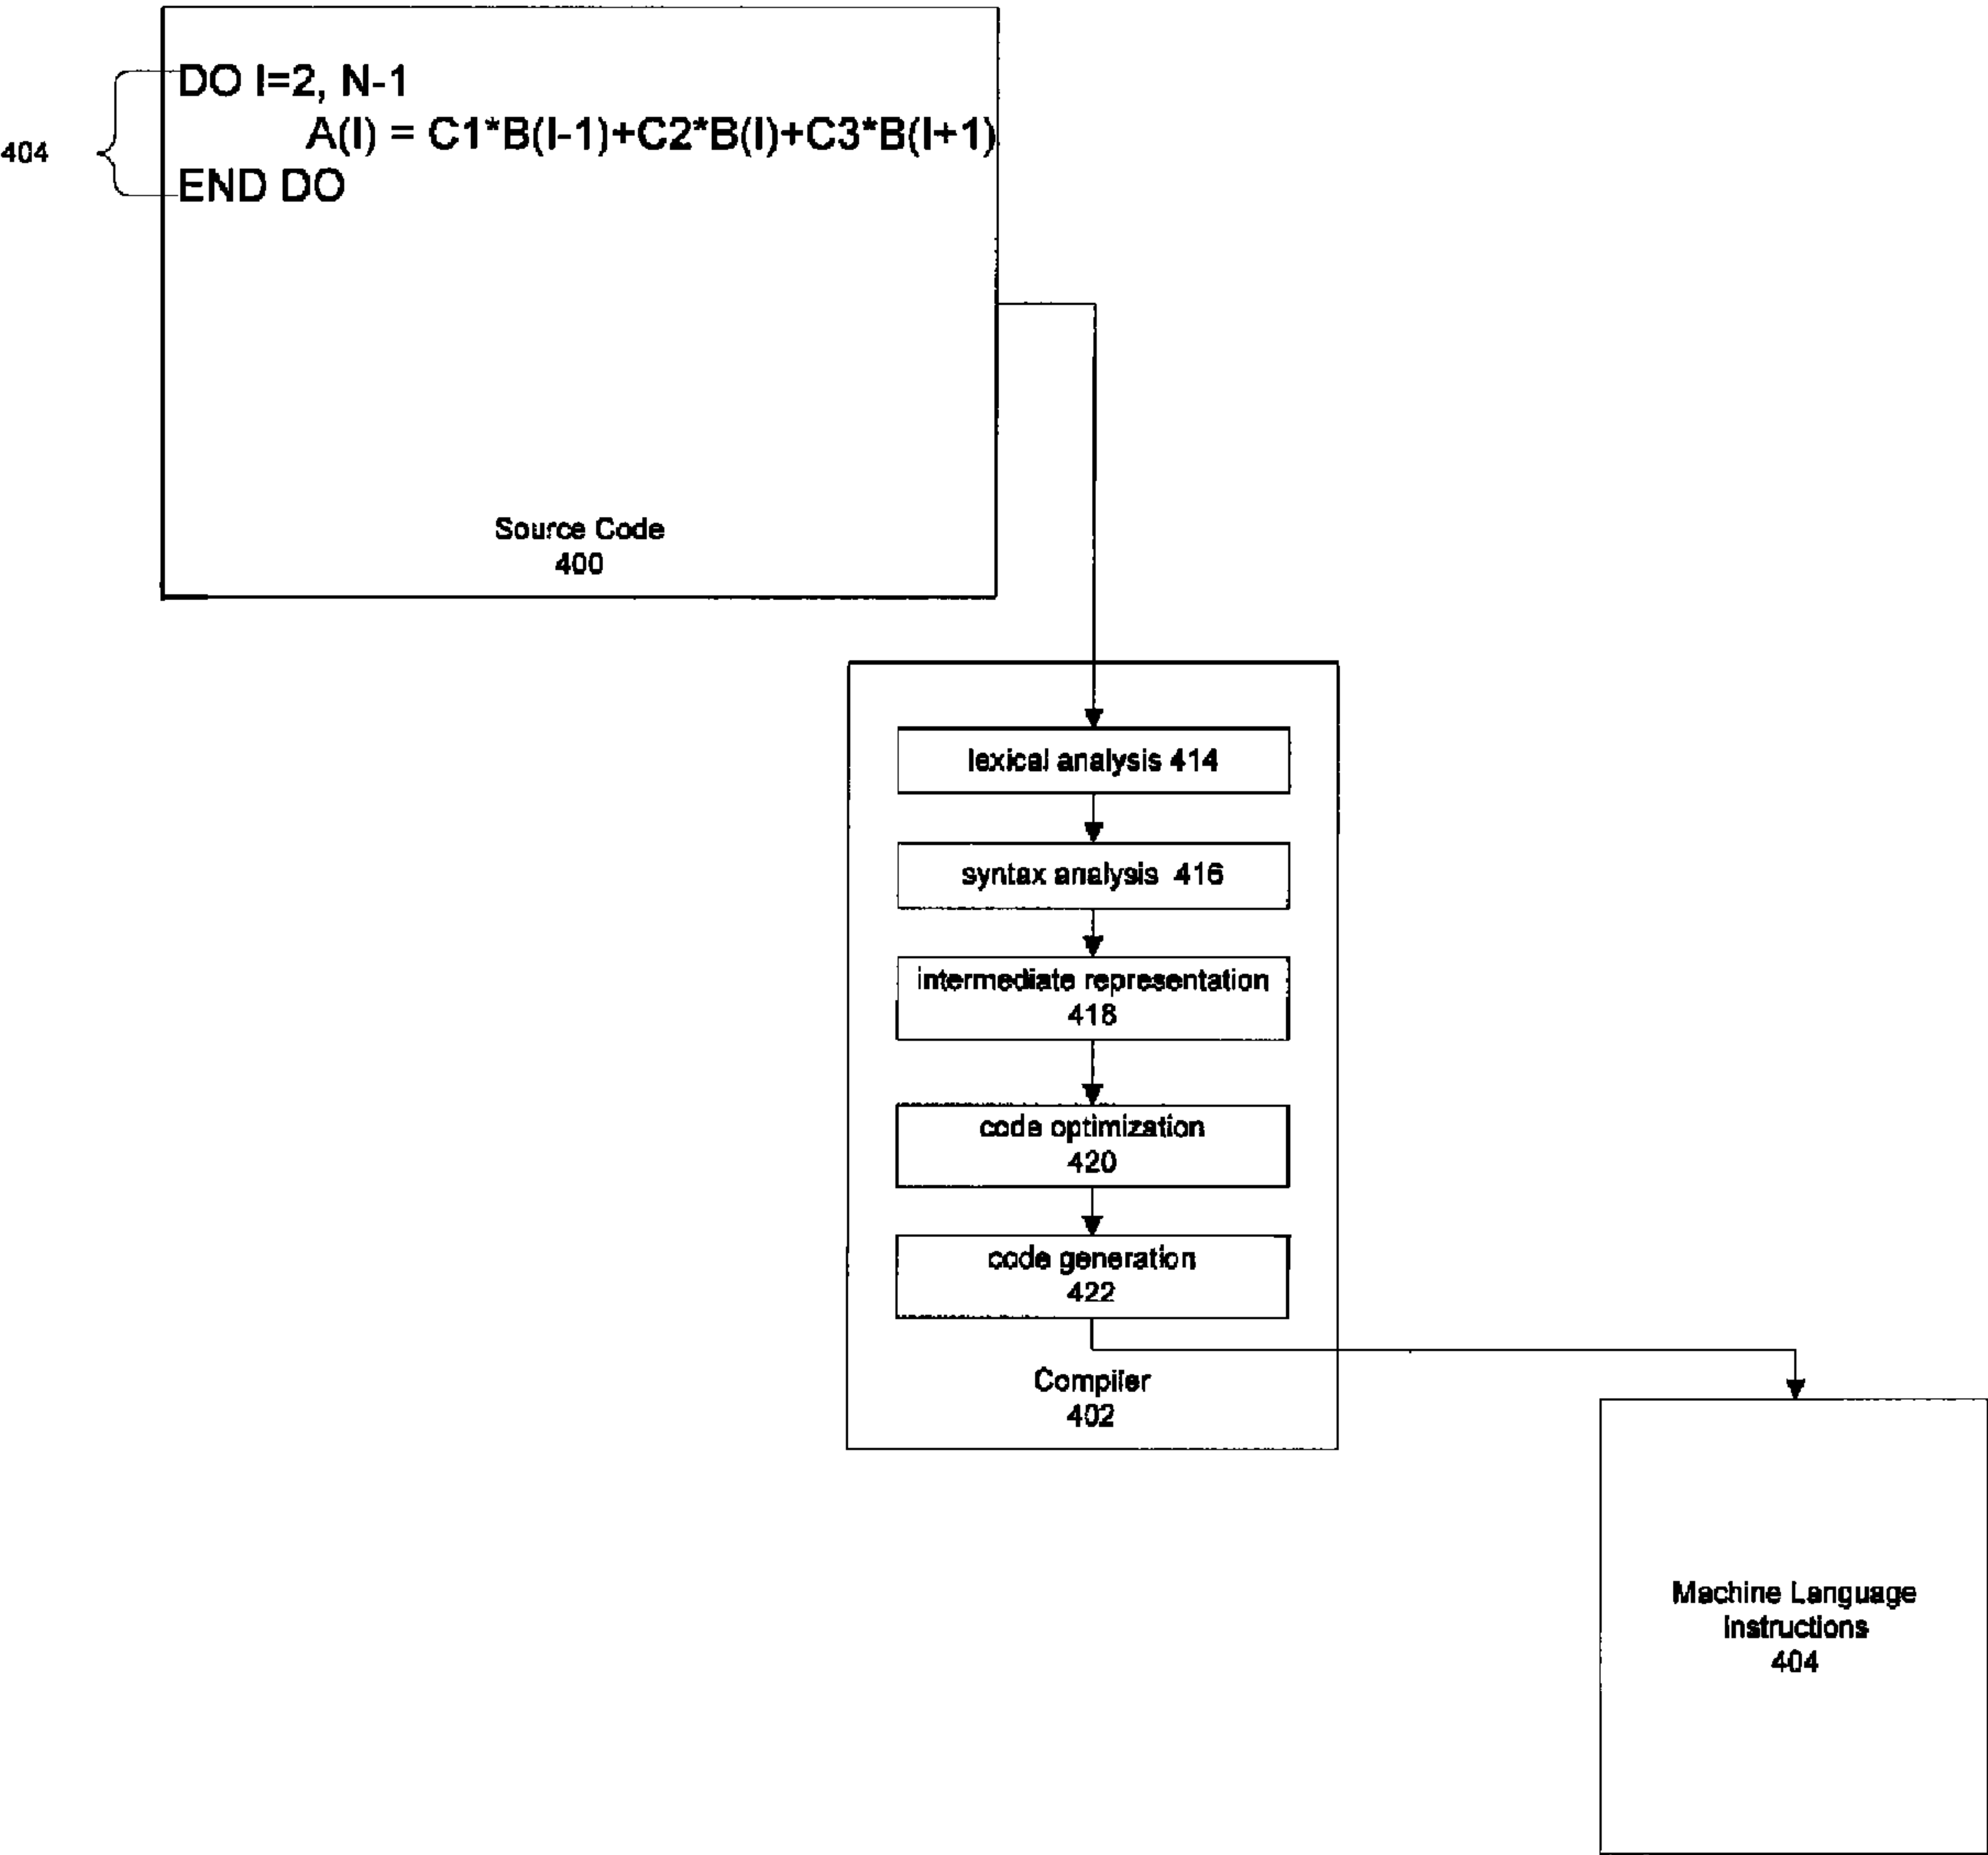 DO I=2, N-1
A(I) = C1*B(I-1)+C2*B(I)+C3*B(I+1)
404
END DO
Source Code
400
lexical analysis 414
syntax analysis 416
intermediate representation
418
code optimization
420
code generation
422
Compiler
402
Machine Language
Instructions
404